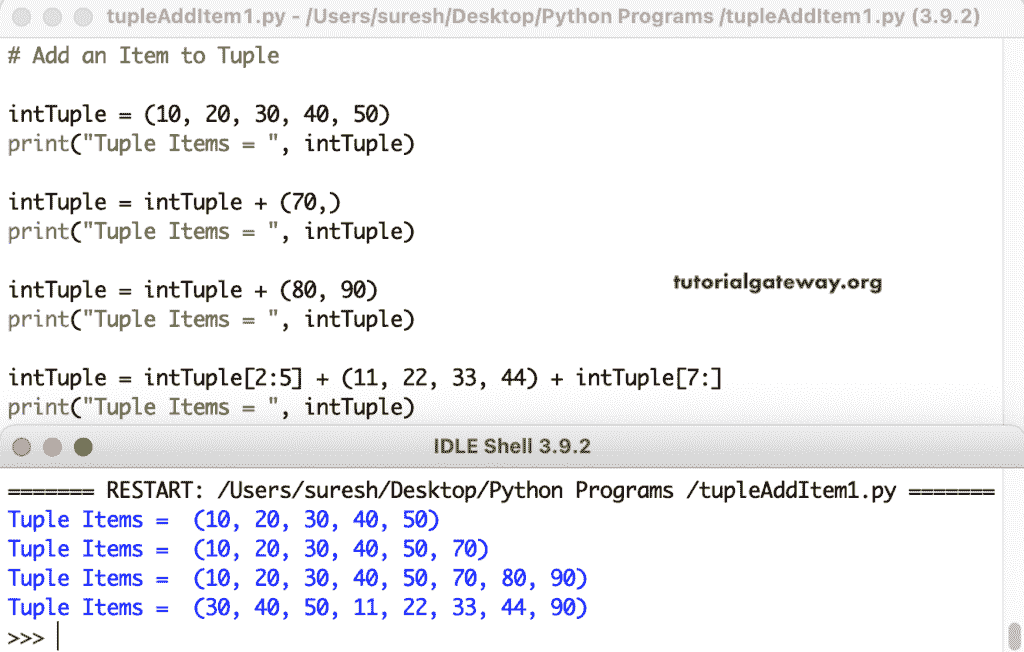 tupleAddItem1.py - /Users/suresh/Desktop/Python Programs /tupleAddItem1.py (3.9.2)
# Add an Item to Tuple
intTuple = (10, 20, 30, 40, 50)
print("Tuple Items = ", intTuple)
intTuple = intTuple + (70,)
print("Tuple Items = ", intTuple)
intTuple = intTuple + (80, 90)
print("Tuple Items = ", intTuple)
tutorialgateway.org
intTuple = intTuple[2:5] + (11, 22, 33, 44) + intTuple[7:]
print("Tuple Items = ", intTuple)
IDLE Shell 3.9.2
======= RESTART: /Users/suresh/Desktop/Python Programs /tupleAddItem1.py =======
Tuple Items =  (10, 20, 30, 40, 50)
Tuple Items =  (10, 20, 30, 40, 50, 70)
Tuple Items =  (10, 20, 30, 40, 50, 70, 80, 90)
Tuple Items =  (30, 40, 50, 11, 22, 33, 44, 90)
>>>